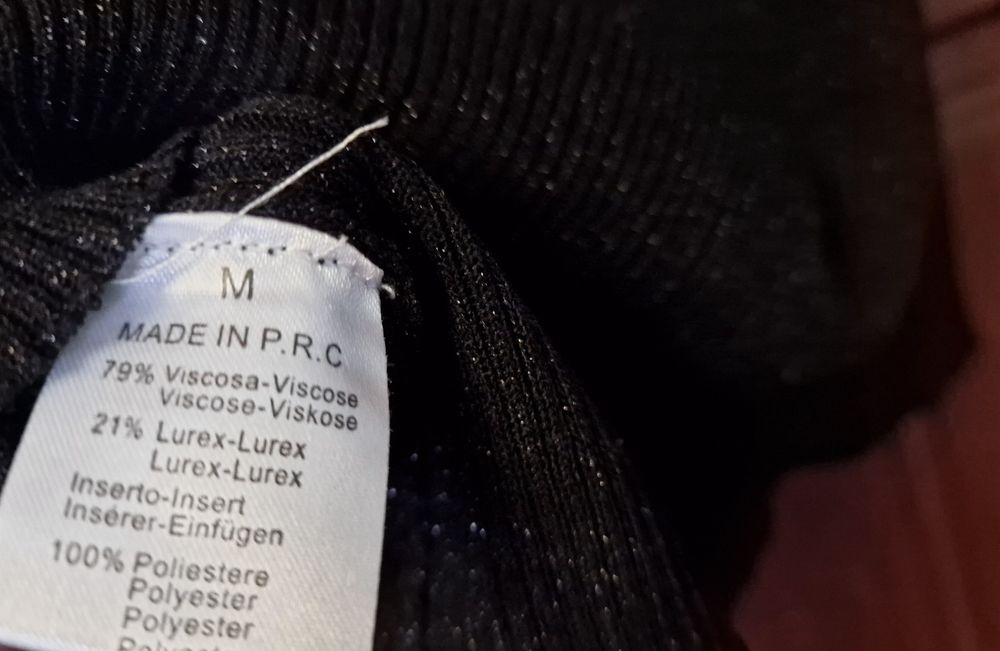 M
MADE IN P.R.C
79% Viscosa-Viscose
Viscose-Viskose
21% Lurex-Lurex
Lurex-Lurex
Inserto-Insert
Insérer-Einfügen
100% Poliestere
Polyester
Polyester